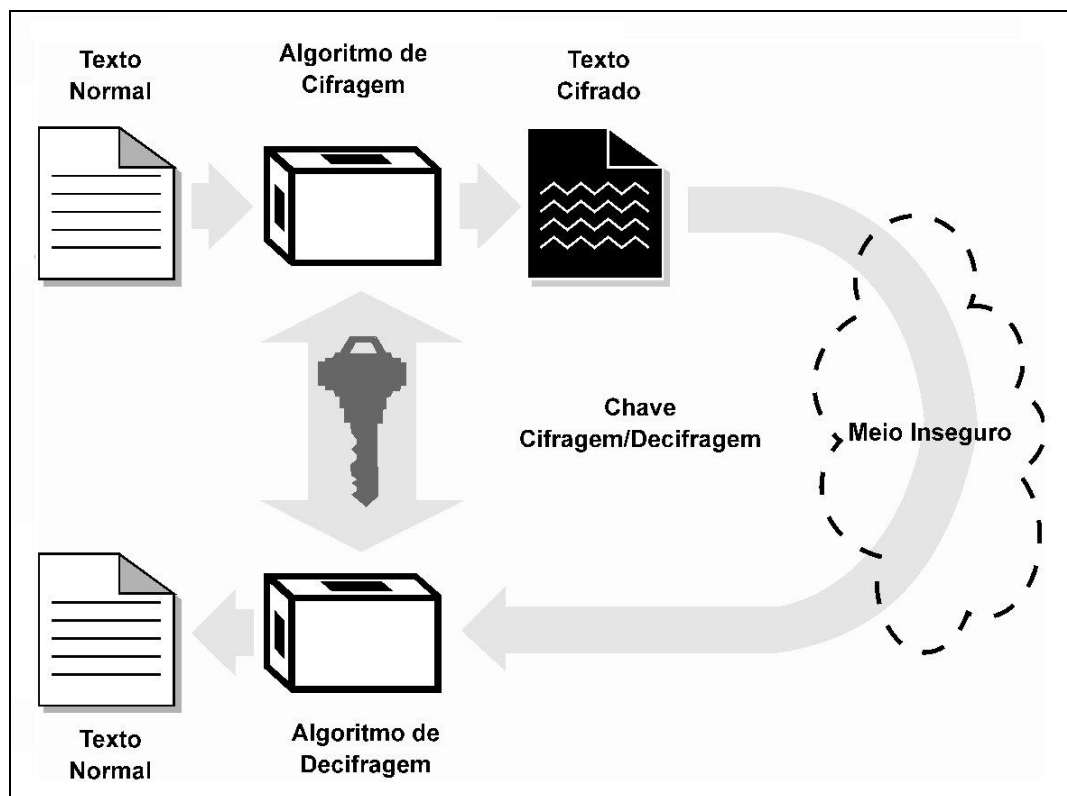 Texto
Normal
Algoritmo de
Cifragem
Texto
Cifrado
Chave
Cifragem/Decifragem
Meio Inseguro
Texto
Normal
Algoritmo de
Decifragem